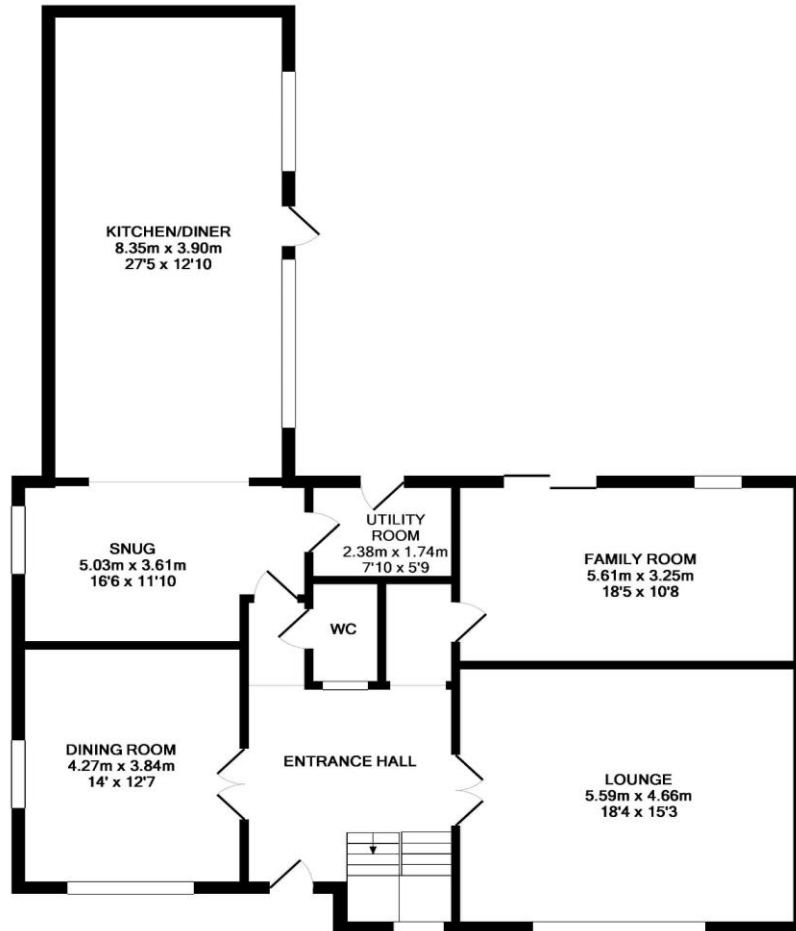 KITCHEN/DINER
8.35m x 3.90m
27'5 x 12'10
SNUG
5.03m x 3.61m
16'6 x 11'10
UTILITY
ROOM
2.38m x 1.74m
7'10 x 5'9
FAMILY ROOM
5.61m x 3.25m
18'5 x 10'8
WC
DINING ROOM
4.27m x 3.84m
14' x 12'7
ENTRANCE HALL
LOUNGE
5.59m x 4.66m
18'4 x 15'3